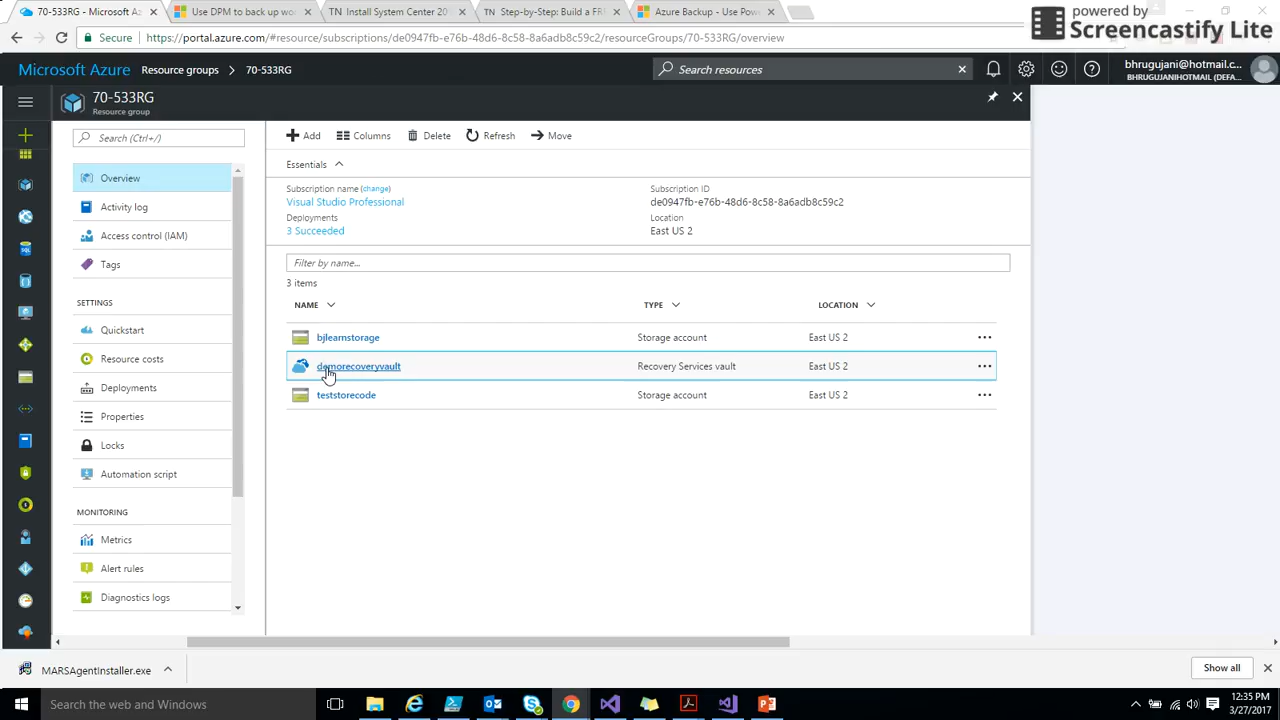 70-533RG
Use DPM to back up wor
TN Install System Center 20
TN Step-by-Step: Build a FR
Azure Backup - Use Pow
powered by
Screencastify Lite
Secure
https://portal.azure.com/#resource/subscriptions/de0947fb-e76b-48d6-8c58-8a6adb8c59c2/resourceGroups/70-533RG/overview
Microsoft Azure Resource groups > 70-533RG
Search resources
bhrugujani@hotmail.c...
BHRUGUJANIHOTMAIL (DEFA...
70-533RG
Resource group
Search (Ctrl+/)
Add
Columns
Delete
Refresh
Move
Overview
Activity log
Access control (IAM)
Tags
SETTINGS
Quickstart
Resource costs
Deployments
Properties
Locks
Automation script
MONITORING
Metrics
Alert rules
Diagnostics logs
Essentials
Subscription name (change)
Visual Studio Professional
Deployments
3 Succeeded
Subscription ID
de0947fb-e76b-48d6-8c58-8a6adb8c59c2
Location
East US 2
Filter by name...
3 items
NAME TYPE LOCATION
bjlearnstorage Storage account East US 2
demorecoveryvault Recovery Services vault East US 2
teststorecode Storage account East US 2
MARSAgentInstaller.exe
Show all
Search the web and Windows
12:35 PM
3/27/2017